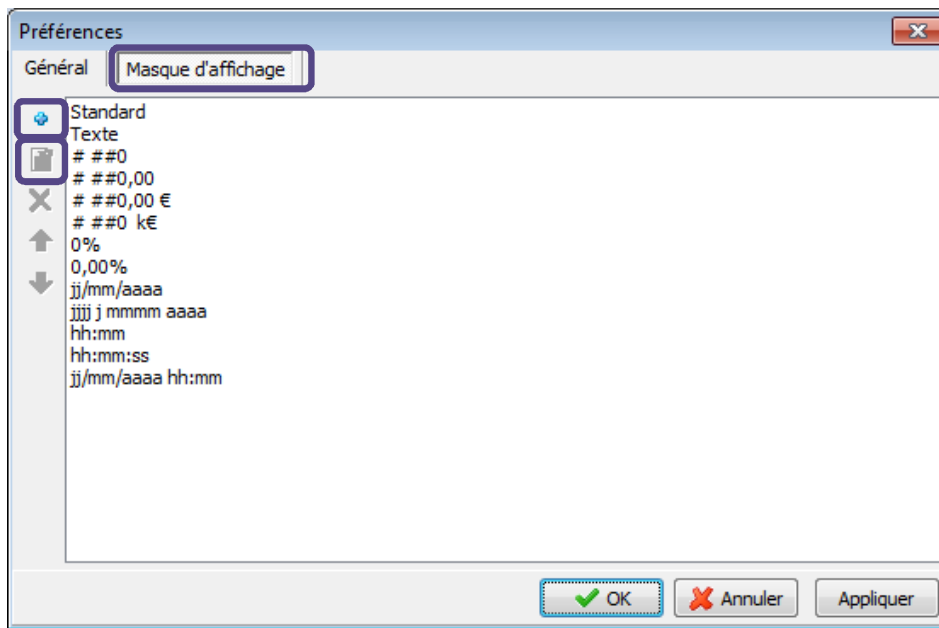 Préférences
Général
Masque d'affichage
Standard
Texte
# ##0
# ##0,00
# ##0,00 €
# ##0  k€
0%
0,00%
jj/mm/aaaa
jjjj j mmmm aaaa
hh:mm
hh:mm:ss
jj/mm/aaaa hh:mm
OK
Annuler
Appliquer